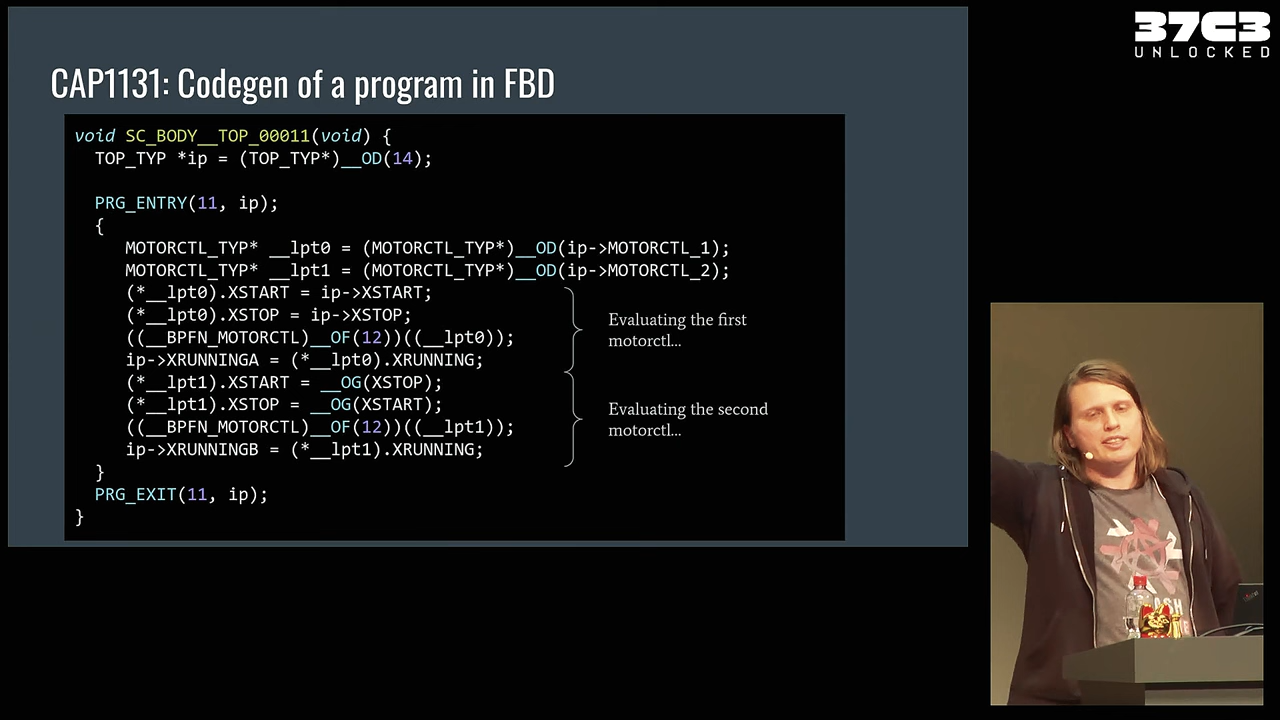 37C3
UNLOCKED
CAP1131: Codegen of a program in FBD
void SC_BODY__TOP_00011(void) {
TOP_TYP *ip = (TOP_TYP*)__OD(14);
PRG_ENTRY(11, ip);
{
MOTORCTL_TYP* __lpt0 = (MOTORCTL_TYP*)__OD(ip->MOTORCTL_1);
MOTORCTL_TYP* __lpt1 = (MOTORCTL_TYP*)__OD(ip->MOTORCTL_2);
(*__lpt0).XSTART = ip->XSTART;
(*__lpt0).XSTOP = ip->XSTOP;
((__BPFN_MOTORCTL)__OF(12))((__lpt0));
ip->XRUNNINGA = (*__lpt0).XRUNNING;
(*__lpt1).XSTART = __OG(XSTOP);
(*__lpt1).XSTOP = __OG(XSTART);
((__BPFN_MOTORCTL)__OF(12))((__lpt1));
ip->XRUNNINGB = (*__lpt1).XRUNNING;
}
PRG_EXIT(11, ip);
}
Evaluating the first
motorctl...
Evaluating the second
motorctl...